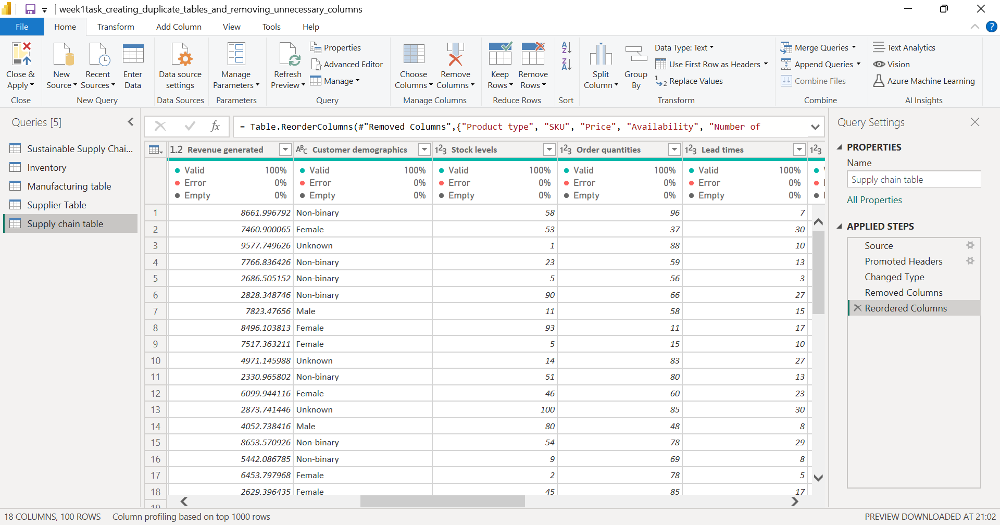 week1task_creating_duplicate_tables_and_removing_unnecessary_columns
File Home Transform Add Column View Tools Help
Close & Apply
Close
New Source
Recent Sources
Enter Data
New Query
Data source settings
Data Sources
Manage Parameters
Parameters
Refresh Preview
Properties
Advanced Editor
Manage
Query
Choose Columns
Remove Columns
Manage Columns
Keep Rows
Remove Rows
Reduce Rows
Sort
Split Column
Group By
Data Type: Text
Use First Row as Headers
Replace Values
Transform
Merge Queries
Append Queries
Combine Files
Combine
Text Analytics
Vision
Azure Machine Learning
AI Insights
Queries [5]
Sustainable Supply Chai...
Inventory
Manufacturing table
Supplier Table
Supply chain table
fx = Table.ReorderColumns(#"Removed Columns",{"Product type", "SKU", "Price", "Availability", "Number of
1.2 Revenue generated ABC Customer demographics 123 Stock levels 123 Order quantities 123 Lead times 123
Valid 100% Valid 100% Valid 100% Valid 100% Valid 100%
Error 0% Error 0% Error 0% Error 0% Error 0%
Empty 0% Empty 0% Empty 0% Empty 0% Empty 0%
1 8661.996792 Non-binary 58 96 7
2 7460.900065 Female 53 37 30
3 9577.749626 Unknown 1 88 10
4 7766.836426 Non-binary 23 59 13
5 2686.505152 Non-binary 5 56 3
6 2828.348746 Non-binary 90 66 27
7 7823.47656 Male 11 58 15
8 8496.103813 Female 93 11 17
9 7517.363211 Female 5 15 10
10 4971.145988 Unknown 14 83 27
11 2330.965802 Non-binary 51 80 13
12 6099.944116 Female 46 60 23
13 2873.741446 Unknown 100 85 30
14 4052.738416 Male 80 48 8
15 8653.570926 Non-binary 54 78 29
16 5442.086785 Non-binary 9 69 8
17 6453.797968 Female 2 78 5
18 2629.396435 Female 45 85 17
19
Query Settings
PROPERTIES
Name
Supply chain table
All Properties
APPLIED STEPS
Source
Promoted Headers
Changed Type
Removed Columns
Reordered Columns
18 COLUMNS, 100 ROWS Column profiling based on top 1000 rows PREVIEW DOWNLOADED AT 21:02